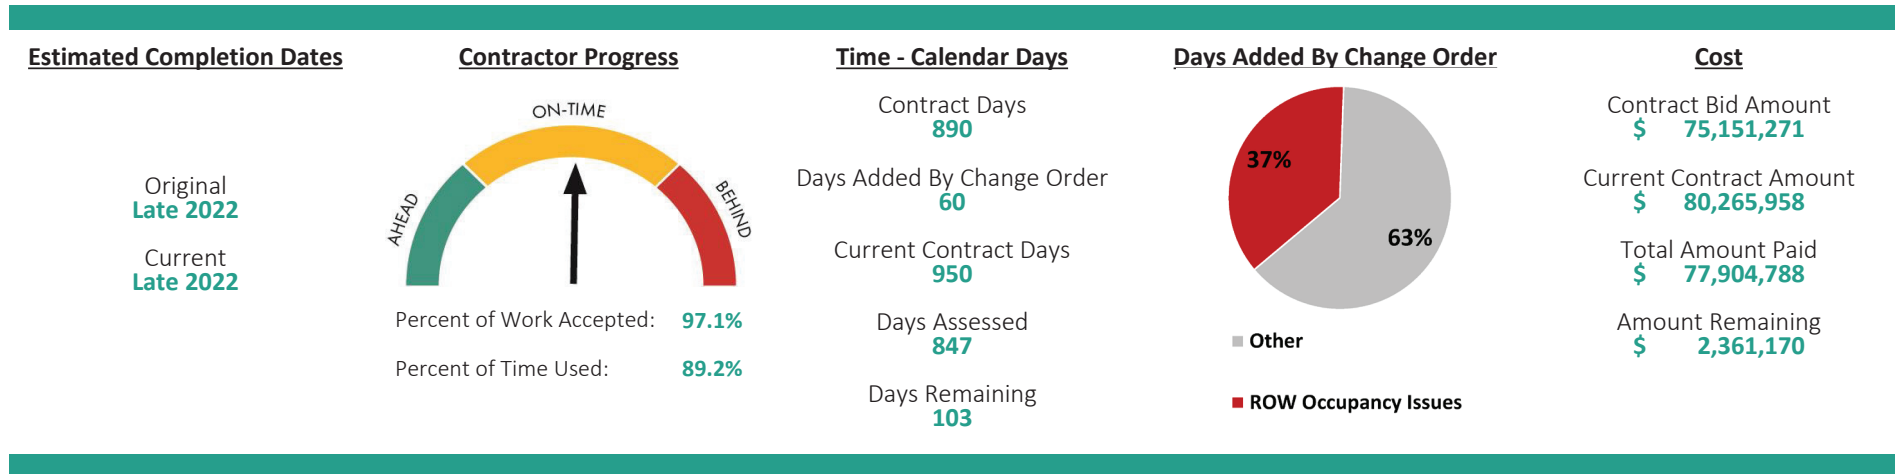 Estimated Completion Dates
Original
Late 2022
Current
Late 2022
Contractor Progress
AHEAD
ON-TIME
BEHIND
Percent of Work Accepted: 97.1%
Percent of Time Used: 89.2%
Time - Calendar Days
Contract Days
890
Days Added By Change Order
60
Current Contract Days
950
Days Assessed
847
Days Remaining
103
Days Added By Change Order
37%
63%
Other
ROW Occupancy Issues
Cost
Contract Bid Amount
$ 75,151,271
Current Contract Amount
$ 80,265,958
Total Amount Paid
$ 77,904,788
Amount Remaining
$ 2,361,170